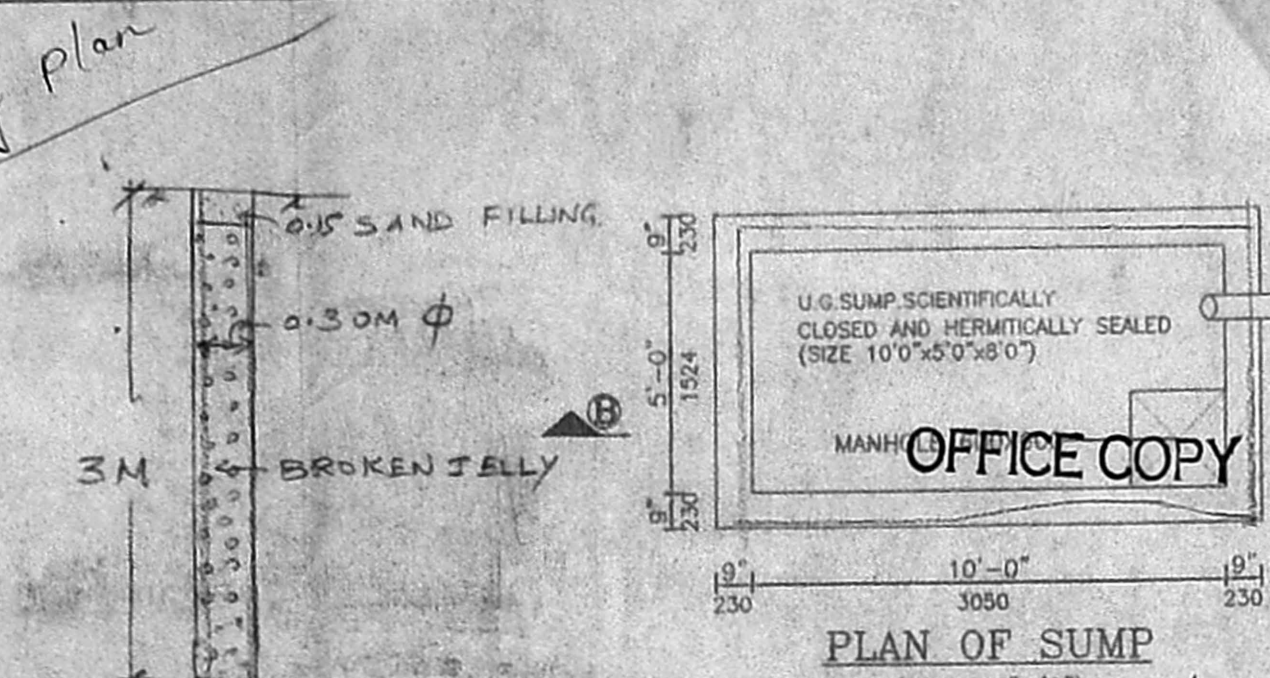 plan
0.15 SAND FILLING.
0.30M ϕ
3M
BROKEN JELLY
B
9"
230
5'-0"
1524
9"
230
U.G.SUMP.SCIENTIFICALLY
CLOSED AND HERMITICALLY SEALED
(SIZE 10'0"x5'0"x8'0")
OFFICE COPY
9" 10'-0" 9"
230 3050 230
PLAN OF SUMP